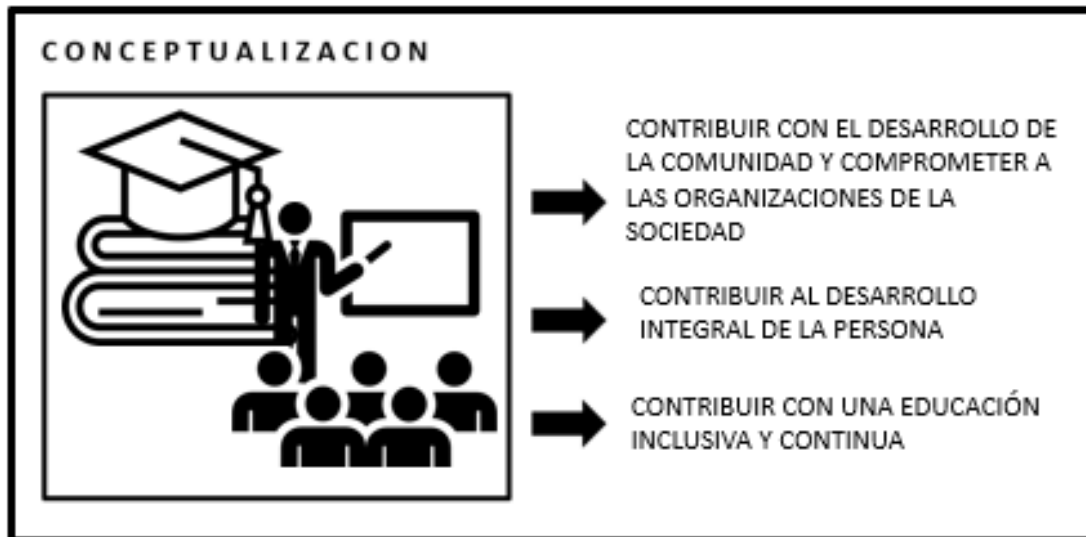 CONCEPTUALIZACION
CONTRIBUIR CON EL DESARROLLO DE
LA COMUNIDAD Y COMPROMETER A
LAS ORGANIZACIONES DE LA
SOCIEDAD
CONTRIBUIR AL DESARROLLO
INTEGRAL DE LA PERSONA
CONTRIBUIR CON UNA EDUCACIÓN
INCLUSIVA Y CONTINUA